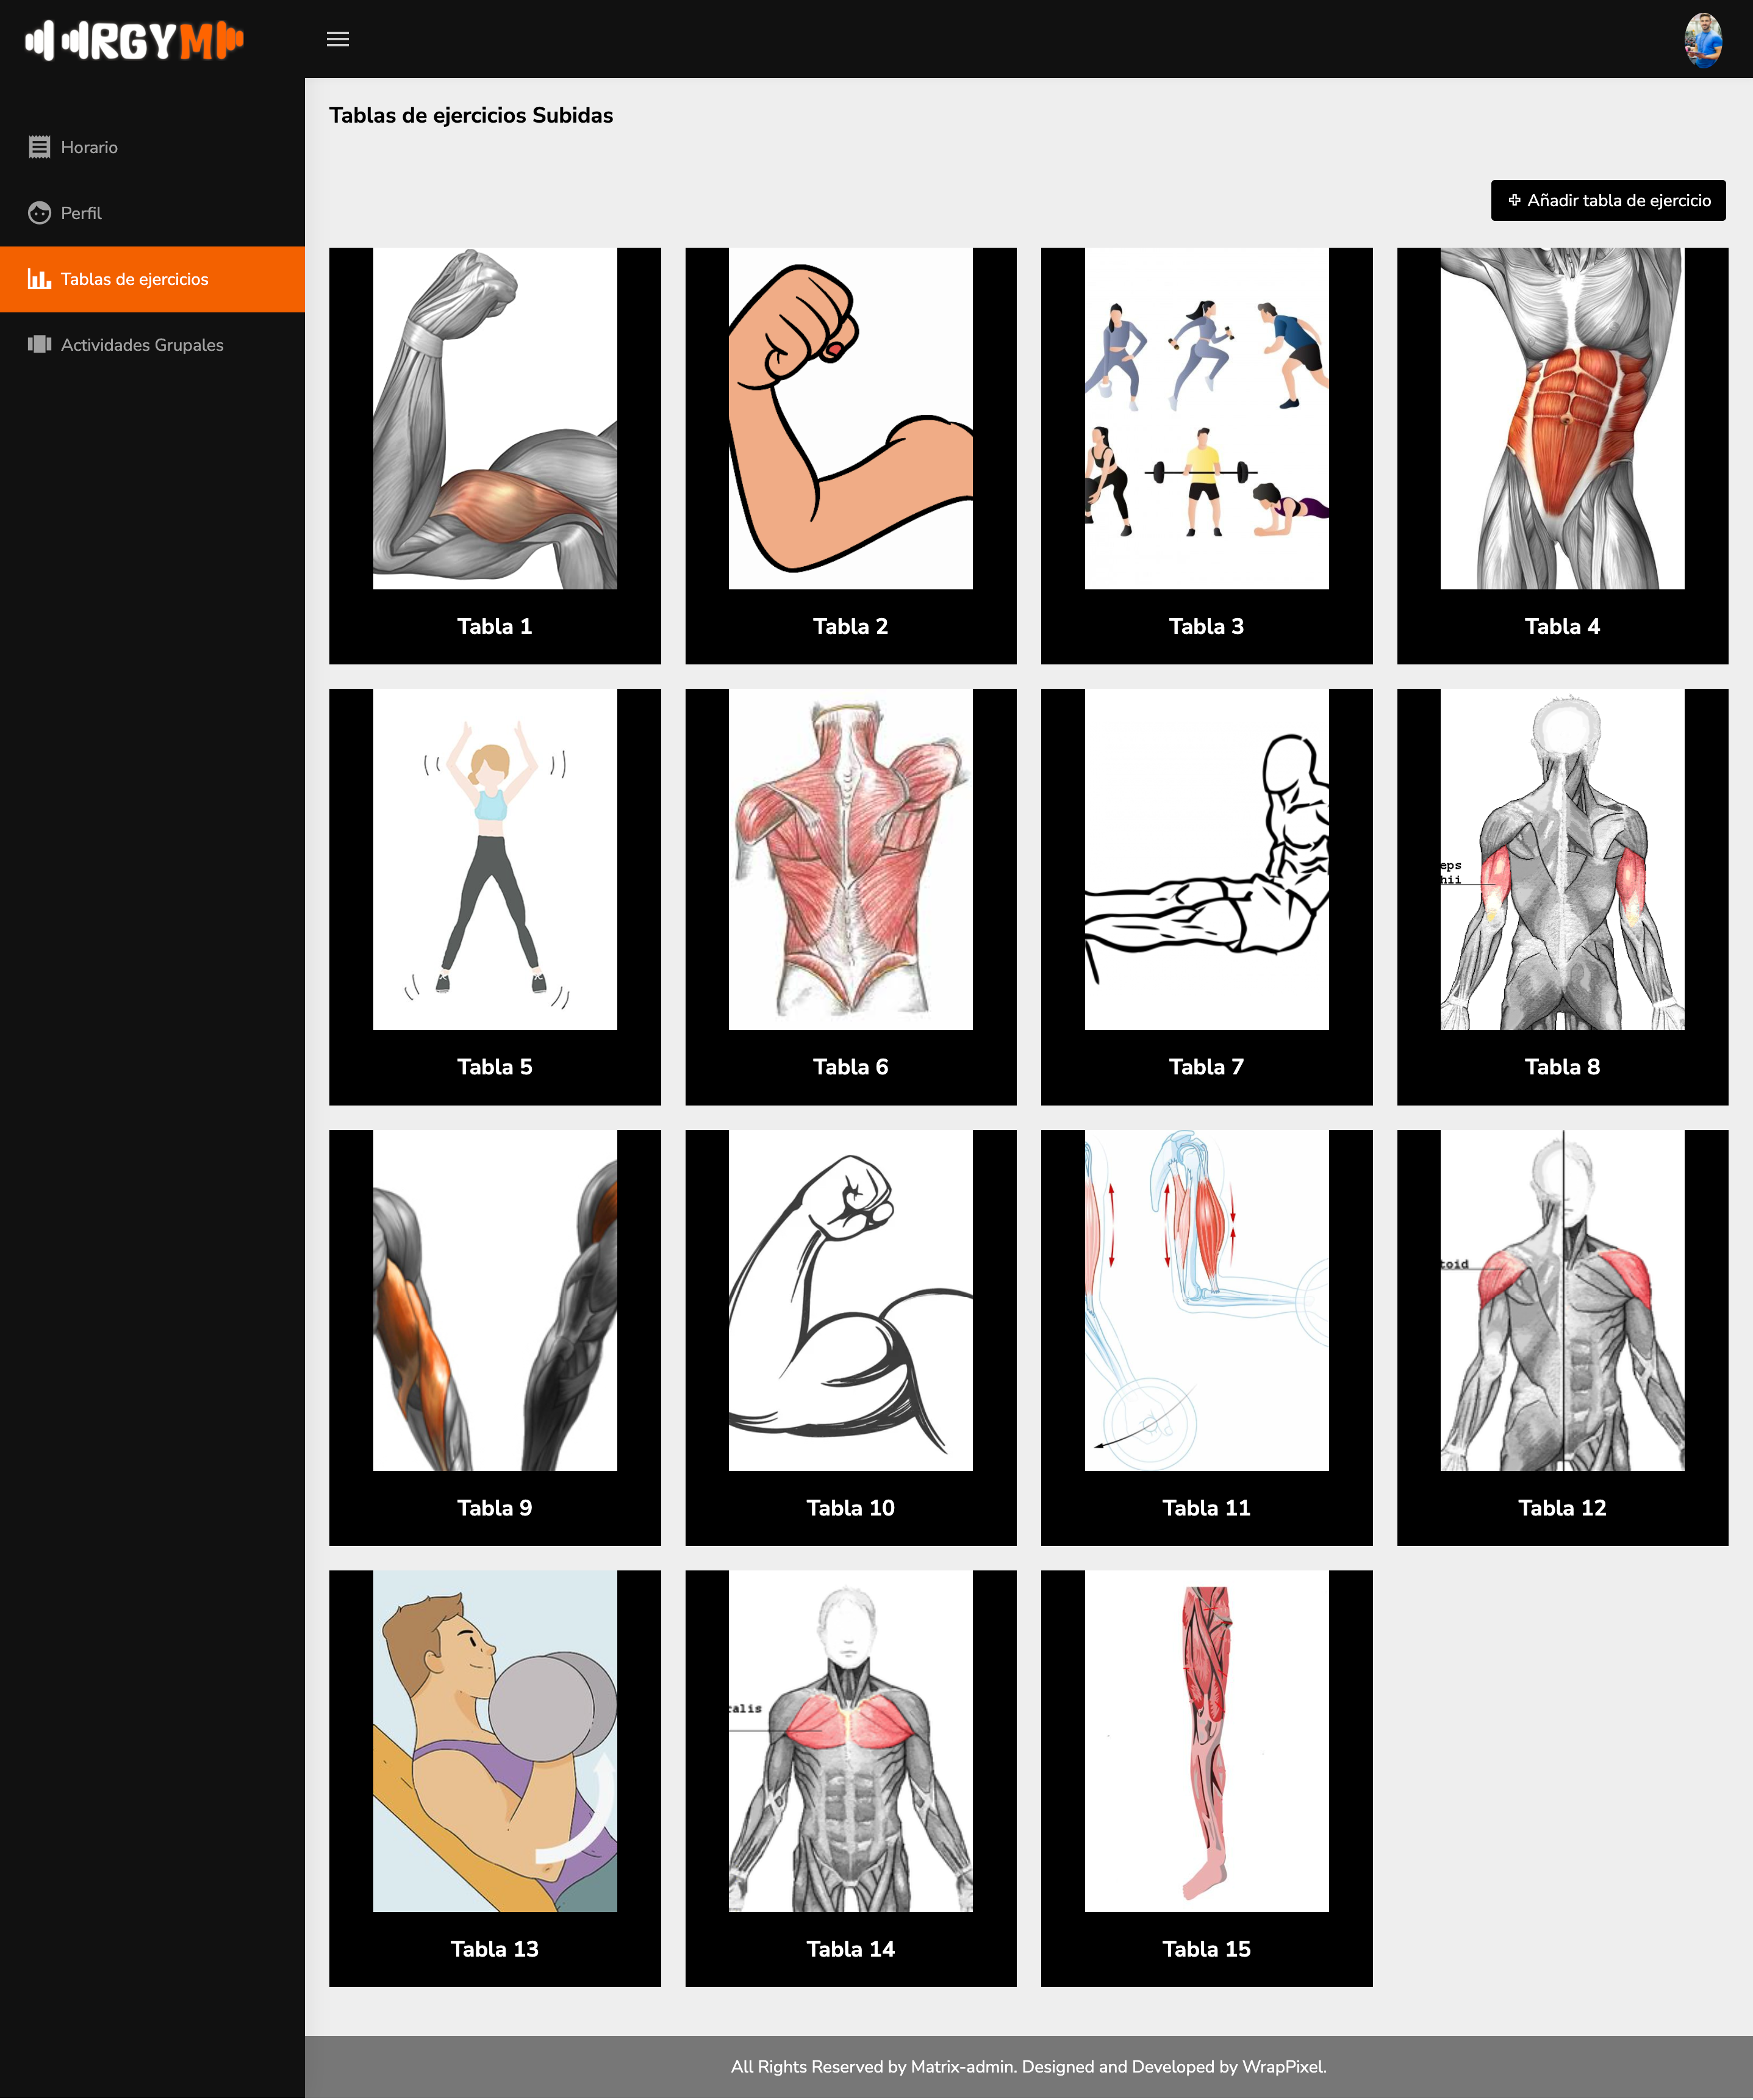 RGYM
Horario
Perfil
Tablas de ejercicios
Actividades Grupales
Tablas de ejercicios Subidas
Añadir tabla de ejercicio
Tabla 1
Tabla 2
Tabla 3
Tabla 4
eps
hii
Tabla 5
Tabla 6
Tabla 7
Tabla 8
toid
Tabla 9
Tabla 10
Tabla 11
Tabla 12
ralis
Tabla 13
Tabla 14
Tabla 15
All Rights Reserved by Matrix-admin. Designed and Developed by WrapPixel.